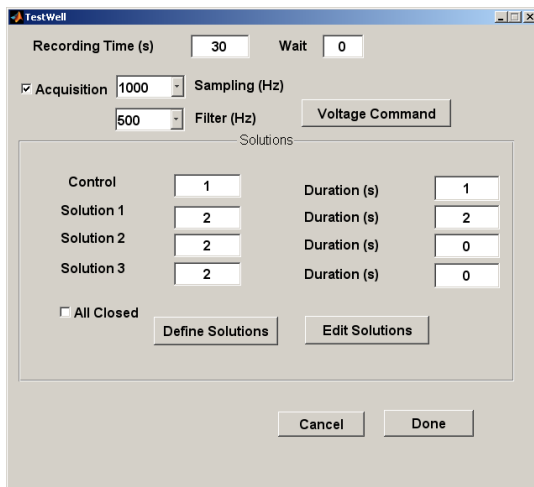 TestWell
Recording Time (s) 30 Wait 0
Acquisition 1000 Sampling (Hz)
500 Filter (Hz) Voltage Command
Solutions
Control 1 Duration (s) 1
Solution 1 2 Duration (s) 2
Solution 2 2 Duration (s) 0
Solution 3 2 Duration (s) 0
All Closed
Define Solutions Edit Solutions
Cancel Done